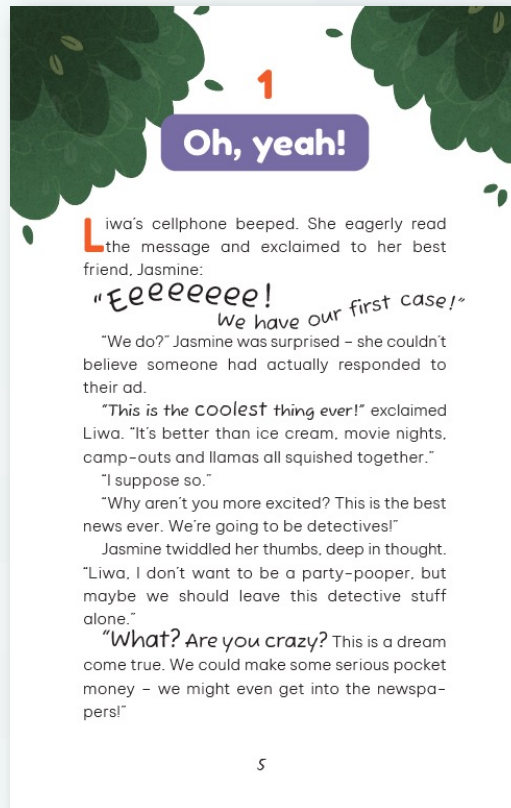 1
Oh, yeah!
Liwa's cellphone beeped. She eagerly read
the message and exclaimed to her best
friend, Jasmine:
"Eeeeeeee!
We have our first case!"
"We do?" Jasmine was surprised – she couldn't
believe someone had actually responded to
their ad.
"This is the coolest thing ever!" exclaimed
Liwa. "It's better than ice cream, movie nights,
camp-outs and llamas all squished together."
"I suppose so."
"Why aren't you more excited? This is the best
news ever. We're going to be detectives!"
Jasmine twiddled her thumbs, deep in thought.
"Liwa, I don't want to be a party-pooper, but
maybe we should leave this detective stuff
alone."
"What? Are you crazy? This is a dream
come true. We could make some serious pocket
money – we might even get into the newspa-
pers!"
5